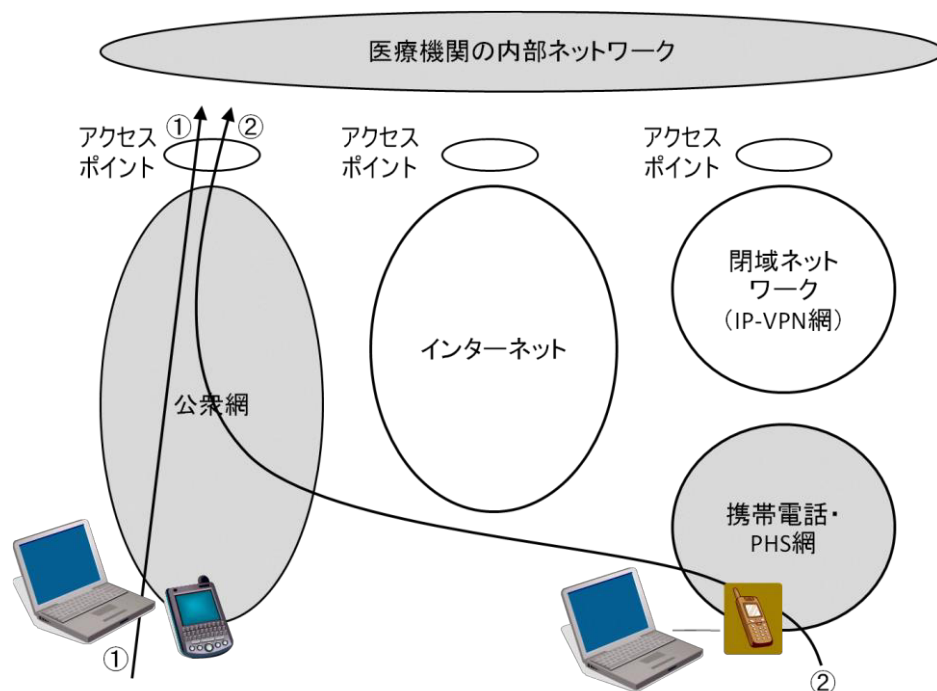 医療機関の内部ネットワーク
①
②
アクセス
ポイント
アクセス
ポイント
アクセス
ポイント
閉域ネット
ワーク
（IP-VPN網）
インターネット
公衆網
携帯電話・
PHS網
①
②